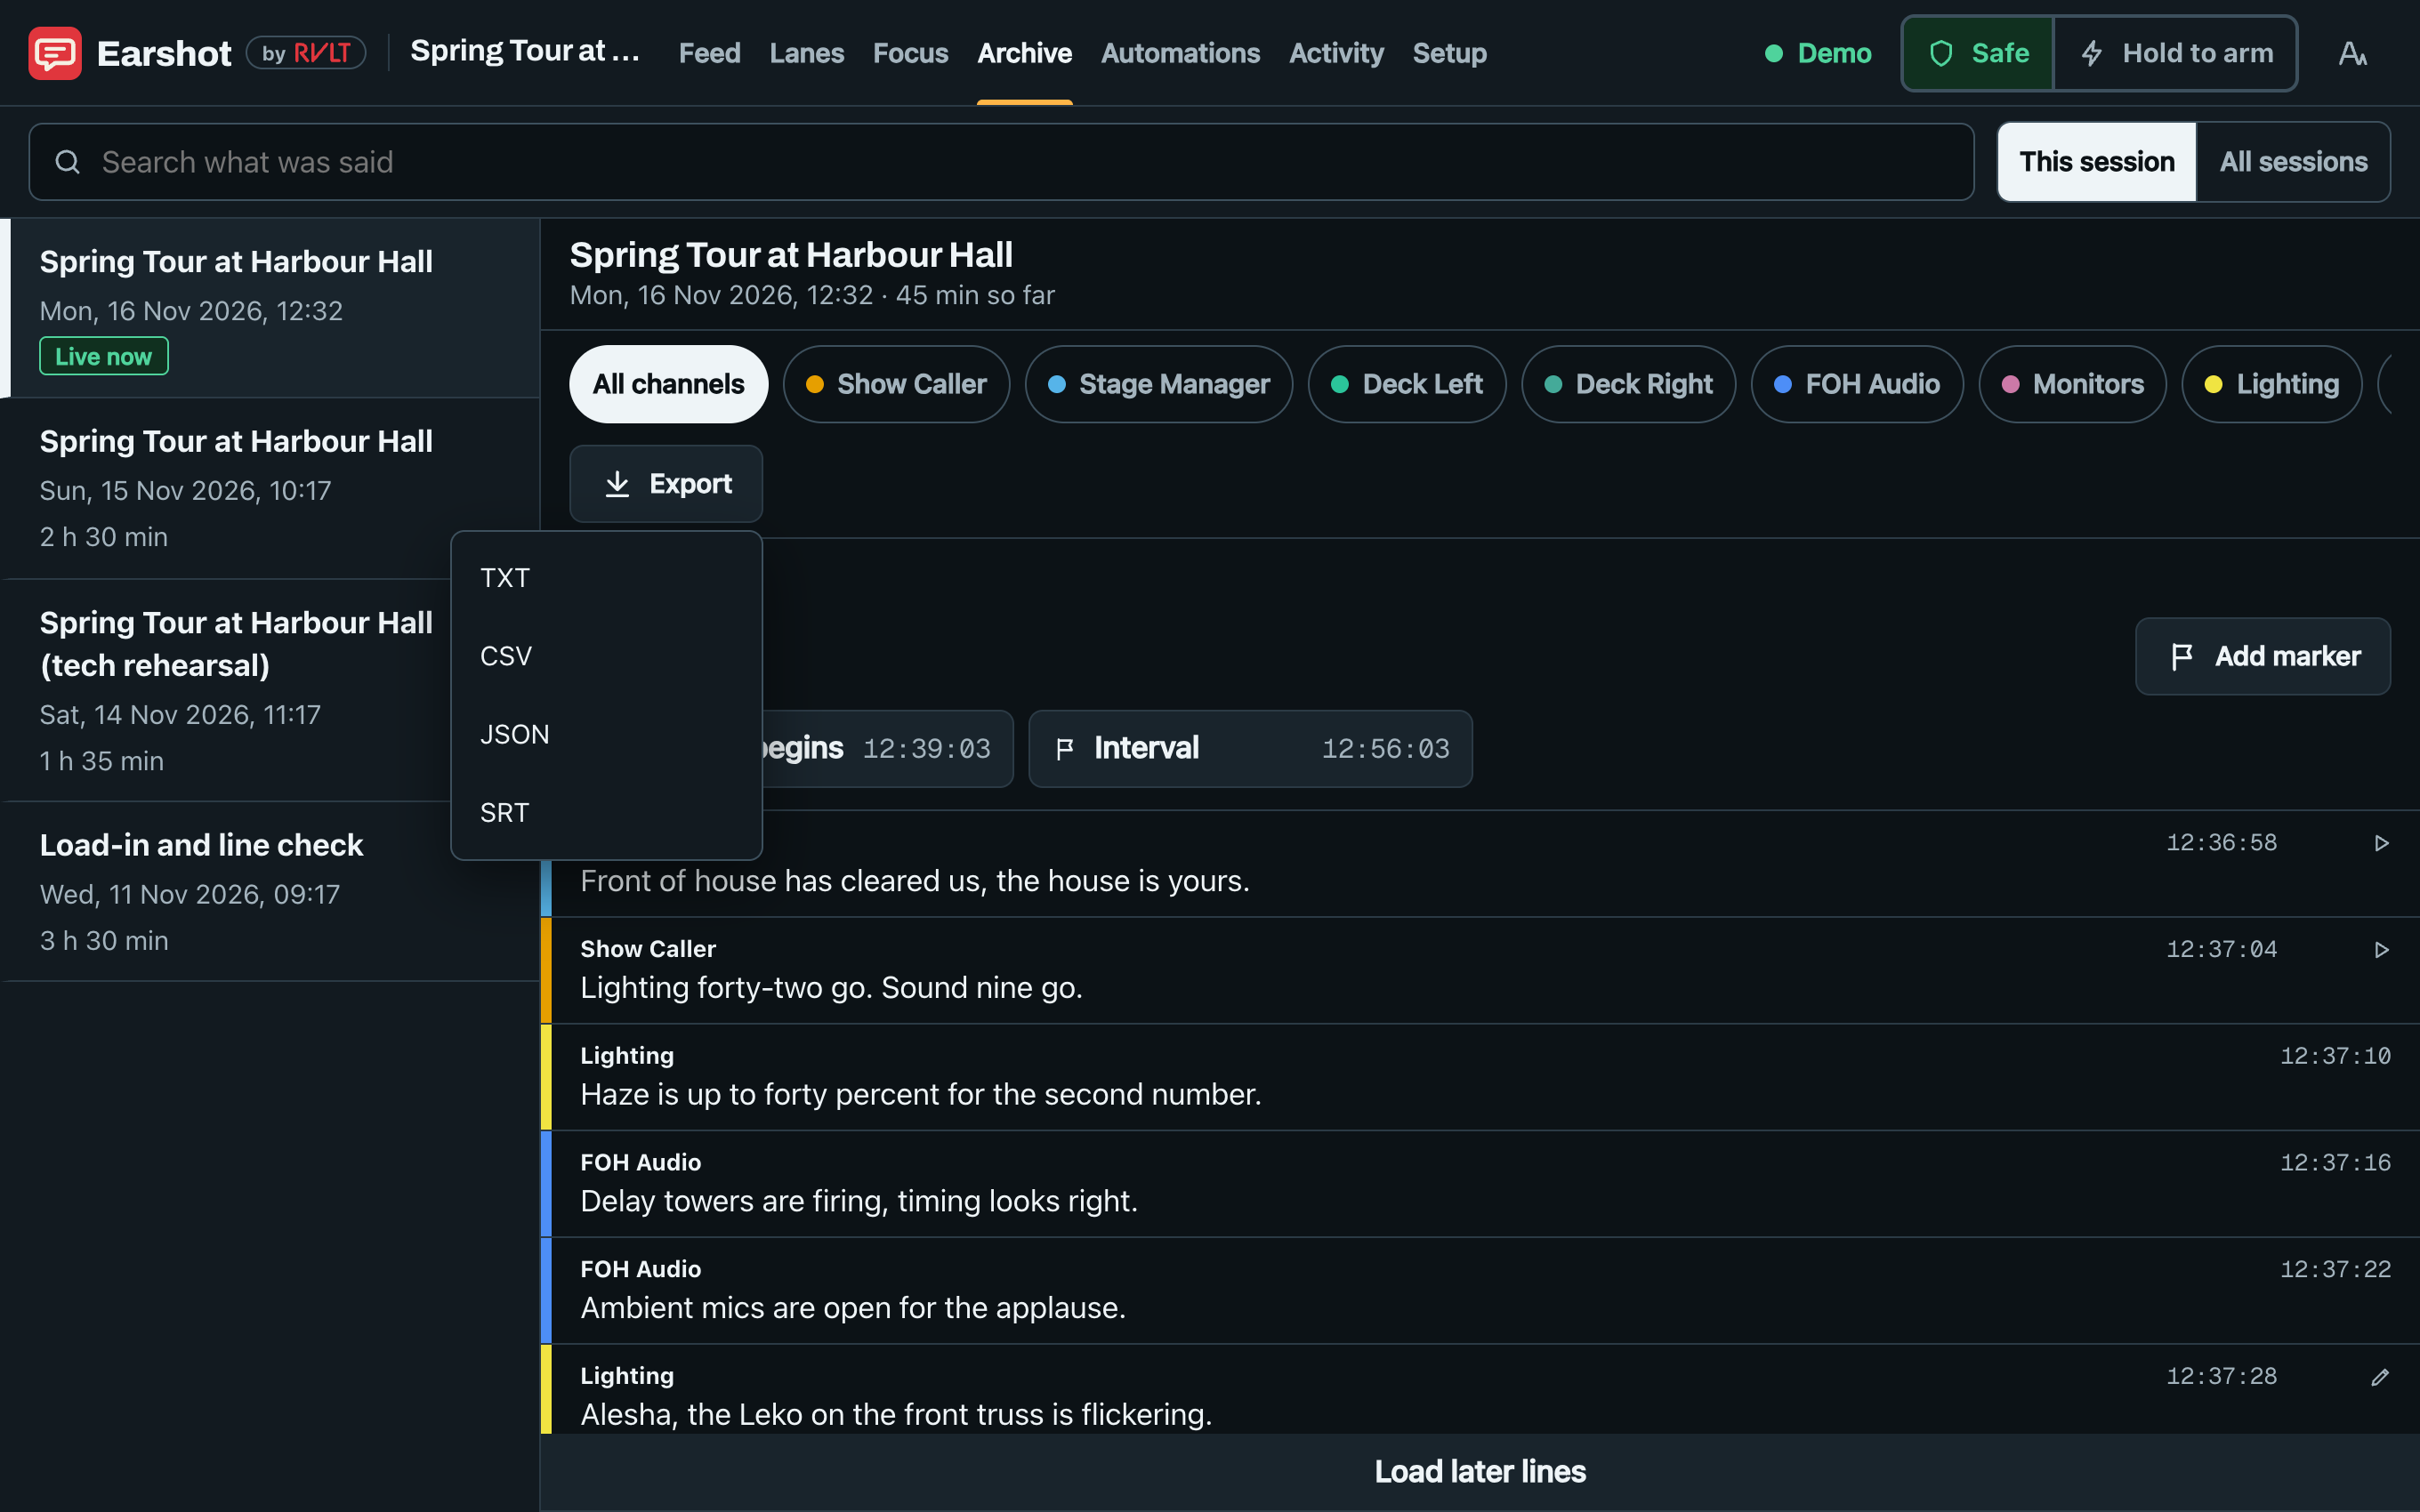 Earshot by RVLT Spring Tour at ... Feed Lanes Focus Archive Automations Activity Setup Demo Safe Hold to arm
Search what was said
This session All sessions
Spring Tour at Harbour Hall
Mon, 16 Nov 2026, 12:32
Live now
Spring Tour at Harbour Hall
Sun, 15 Nov 2026, 10:17
2 h 30 min
Spring Tour at Harbour Hall
(tech rehearsal)
Sat, 14 Nov 2026, 11:17
1 h 35 min
Load-in and line check
Wed, 11 Nov 2026, 09:17
3 h 30 min
Spring Tour at Harbour Hall
Mon, 16 Nov 2026, 12:32 · 45 min so far
All channels Show Caller Stage Manager Deck Left Deck Right FOH Audio Monitors Lighting
Export
TXT
CSV
JSON
SRT
Add marker
begins 12:39:03 Interval 12:56:03
12:36:58
Front of house has cleared us, the house is yours.
Show Caller 12:37:04
Lighting forty-two go. Sound nine go.
Lighting 12:37:10
Haze is up to forty percent for the second number.
FOH Audio 12:37:16
Delay towers are firing, timing looks right.
FOH Audio 12:37:22
Ambient mics are open for the applause.
Lighting 12:37:28
Alesha, the Leko on the front truss is flickering.
Load later lines